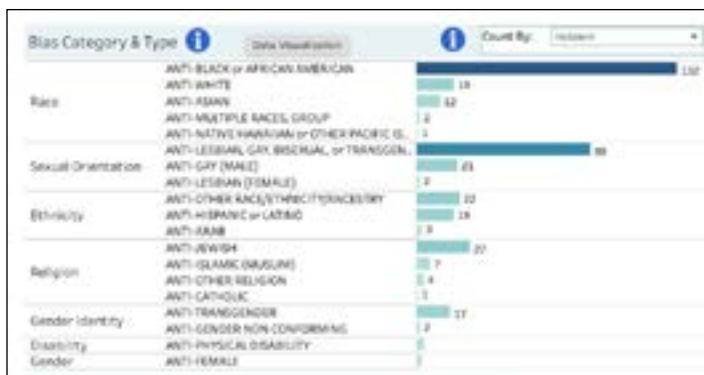 Bias Category & Type i Data Visualization i Count By: Incident
Race
ANTI-BLACK or AFRICAN AMERICAN 132
ANTI-WHITE 19
ANTI-ASIAN 12
ANTI-MULTIPLE RACES, GROUP 2
ANTI-NATIVE HAWAIIAN or OTHER PACIFIC IS.. 1
Sexual Orientation
ANTI-LESBIAN, GAY, BISEXUAL, or TRANSGEN..
ANTI-GAY (MALE) 21
ANTI-LESBIAN (FEMALE) 2
Ethnicity
ANTI-OTHER RACE/ETHNICITY/ANCESTRY 22
ANTI-HISPANIC or LATINO 19
ANTI-ARAB 3
Religion
ANTI-JEWISH 27
ANTI-ISLAMIC (MUSLIM) 7
ANTI-OTHER RELIGION 4
ANTI-CATHOLIC 1
Gender Identity
ANTI-TRANSGENDER 17
ANTI-GENDER NON-CONFORMING 2
Disability
ANTI-PHYSICAL DISABILITY
Gender
ANTI-FEMALE